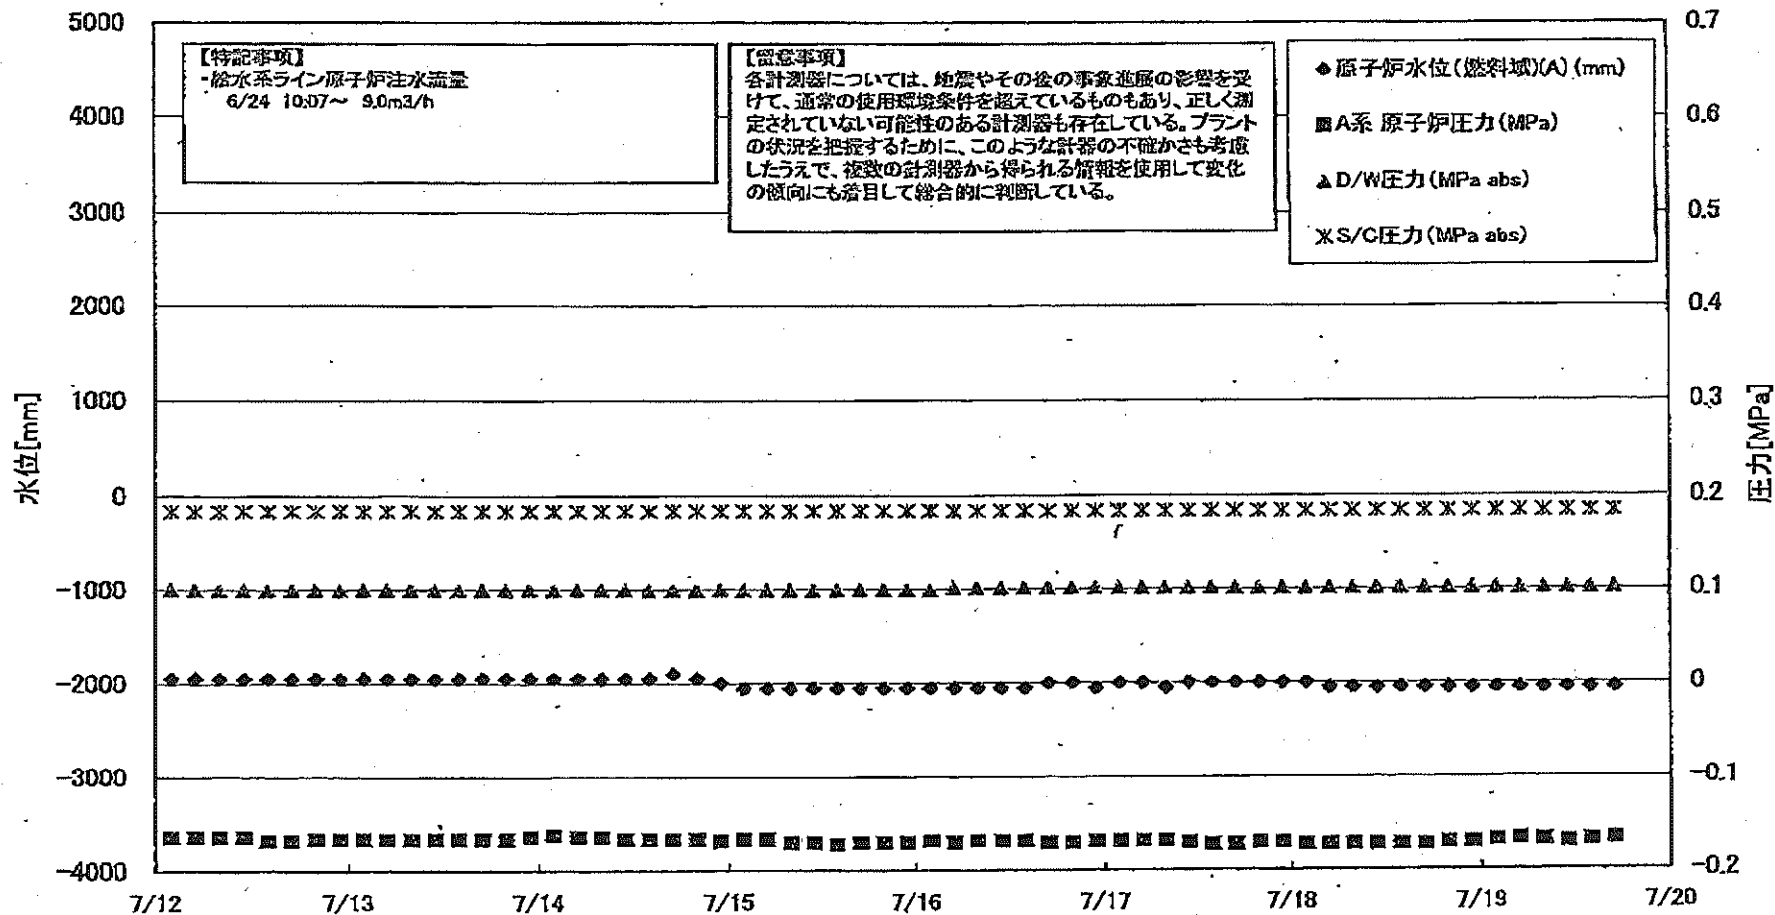 5000
4000
3000
2000
1000
0
-1000
-2000
-3000
-4000
水位[mm]
【特記事項】
・給水系ライン原子炉注水流量
6/24 10:07～ 9.0m3/h
【留意事項】
各計測器については、地震やその後の事象進展の影響を受
けて、通常の使用環境条件を超えているものもあり、正しく測
定されていない可能性のある計測器も存在している。プラント
の状況を把握するために、このような計器の不確かさも考慮
したうえで、複数の計測器から得られる情報を使用して変化
の傾向にも着目して総合的に判断している。
原子炉水位(燃料域)(A) (mm)
A系 原子炉圧力(MPa)
D/W圧力(MPa abs)
S/C圧力(MPa abs)
0.7
0.6
0.5
0.4
0.3
0.2
0.1
0
-0.1
-0.2
圧力[MPa]
7/12
7/13
7/14
7/15
7/16
7/17
7/18
7/19
7/20